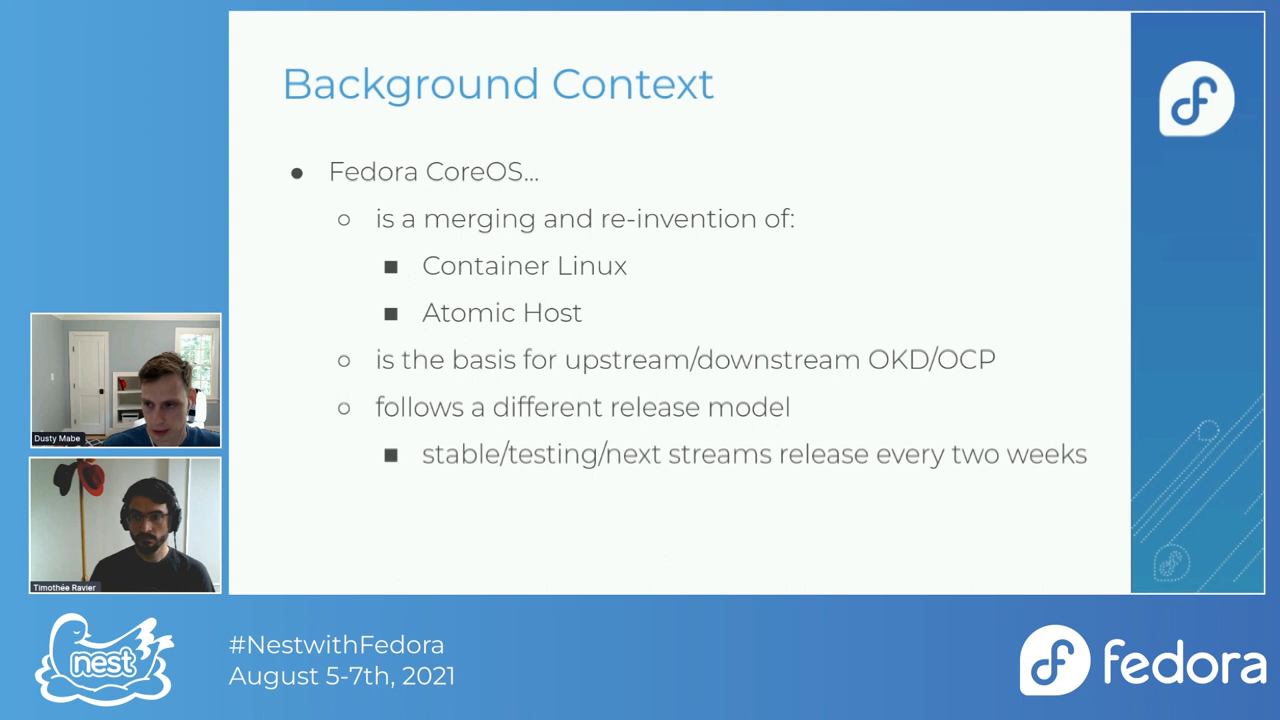 Background Context
● Fedora CoreOS...
○ is a merging and re-invention of:
■ Container Linux
■ Atomic Host
○ is the basis for upstream/downstream OKD/OCP
○ follows a different release model
■ stable/testing/next streams release every two weeks
Dusty Mabe
Timothée Ravier
nest
#NestwithFedora
August 5-7th, 2021
fedora